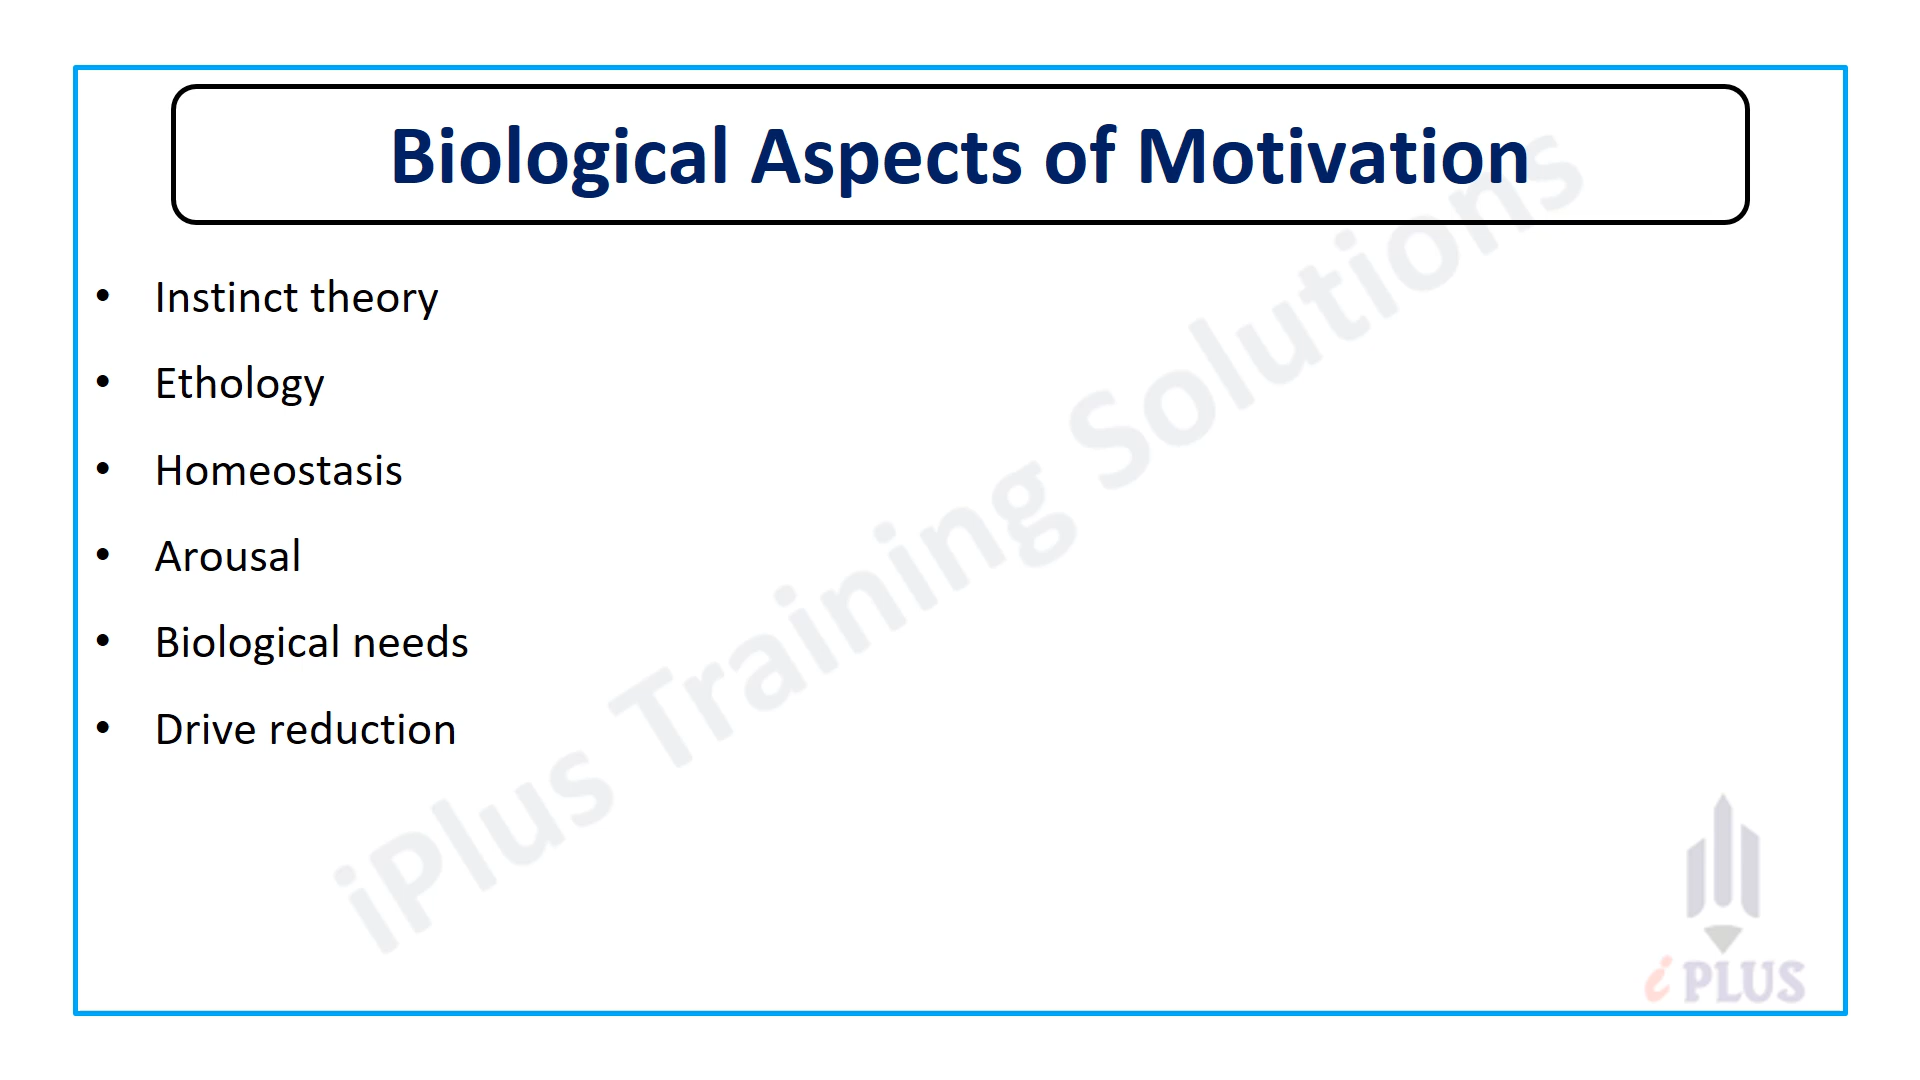 Biological Aspects of Motivation
• Instinct theory
• Ethology
• Homeostasis
• Arousal
• Biological needs
• Drive reduction
iPlus Training Solutions
i PLUS